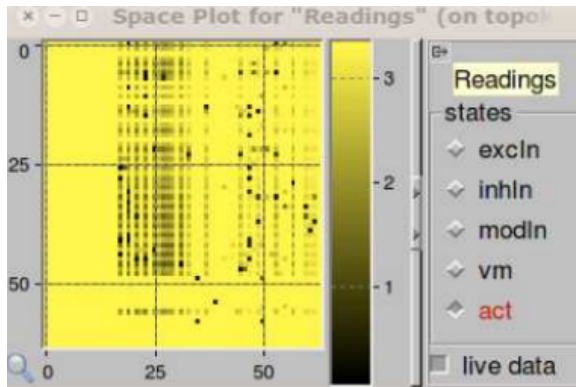 Space Plot for "Readings" (on topok
0
25
50
0
25
50
3
2
1
Readings
states
excIn
inhIn
modIn
vm
act
live data